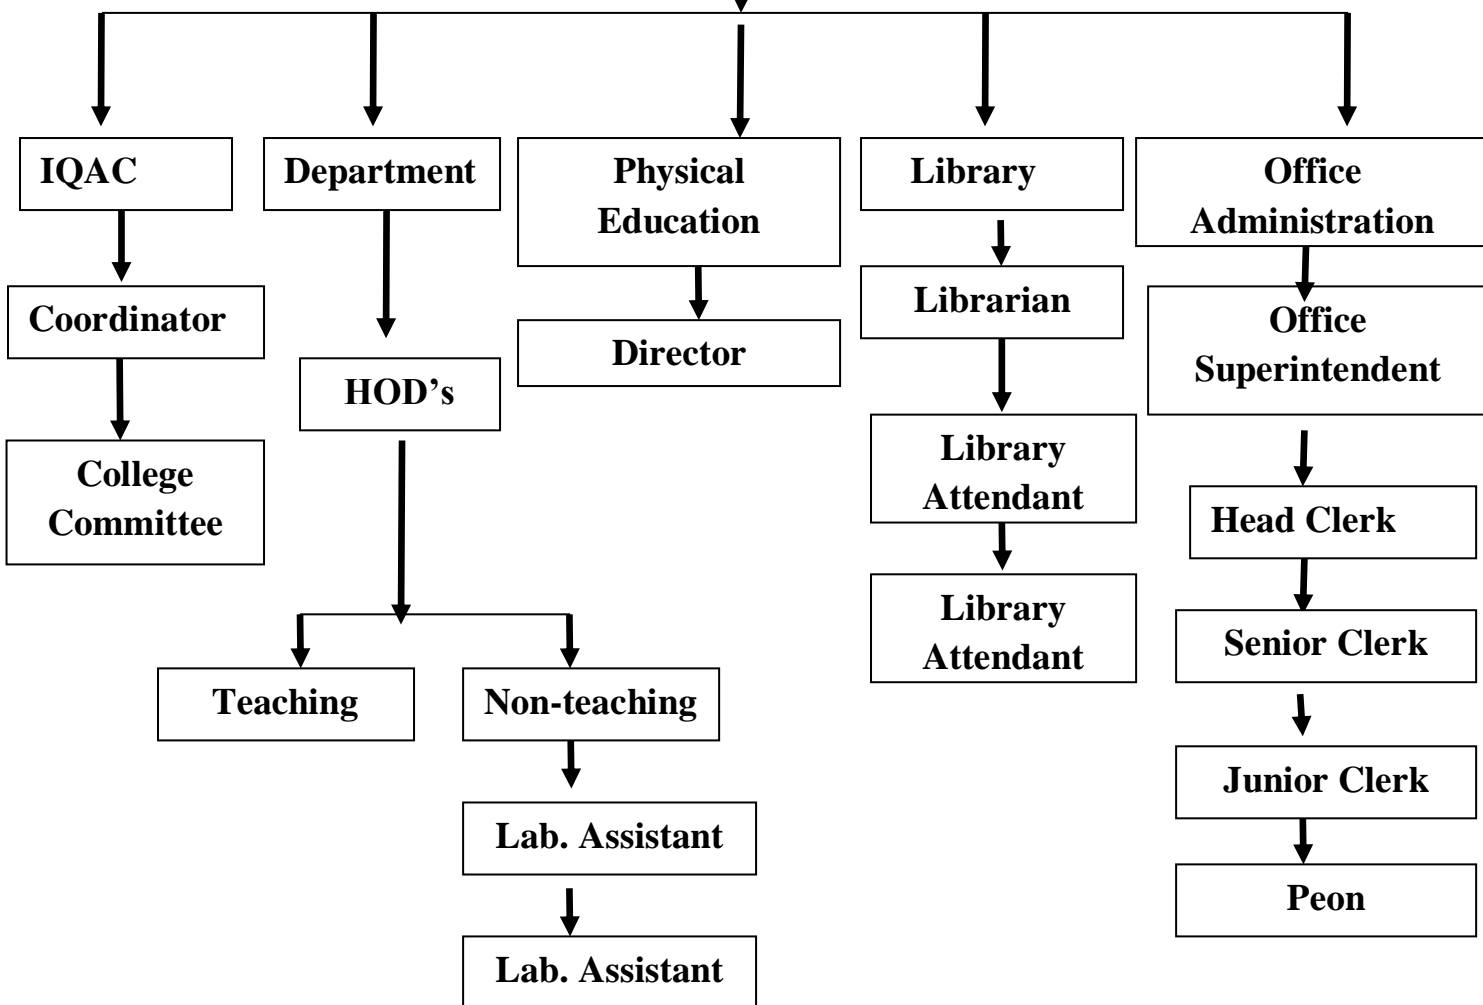 IQAC
Department
Physical
Education
Library
Office
Administration
Coordinator
HOD’s
Director
Librarian
Office
Superintendent
College
Committee
Library
Attendant
Head Clerk
Library
Attendant
Senior Clerk
Teaching
Non-teaching
Junior Clerk
Lab. Assistant
Peon
Lab. Assistant